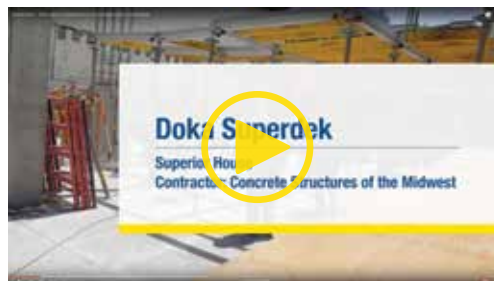 Doka Superdek
Superior House
Contractor: Concrete Structures of the Midwest